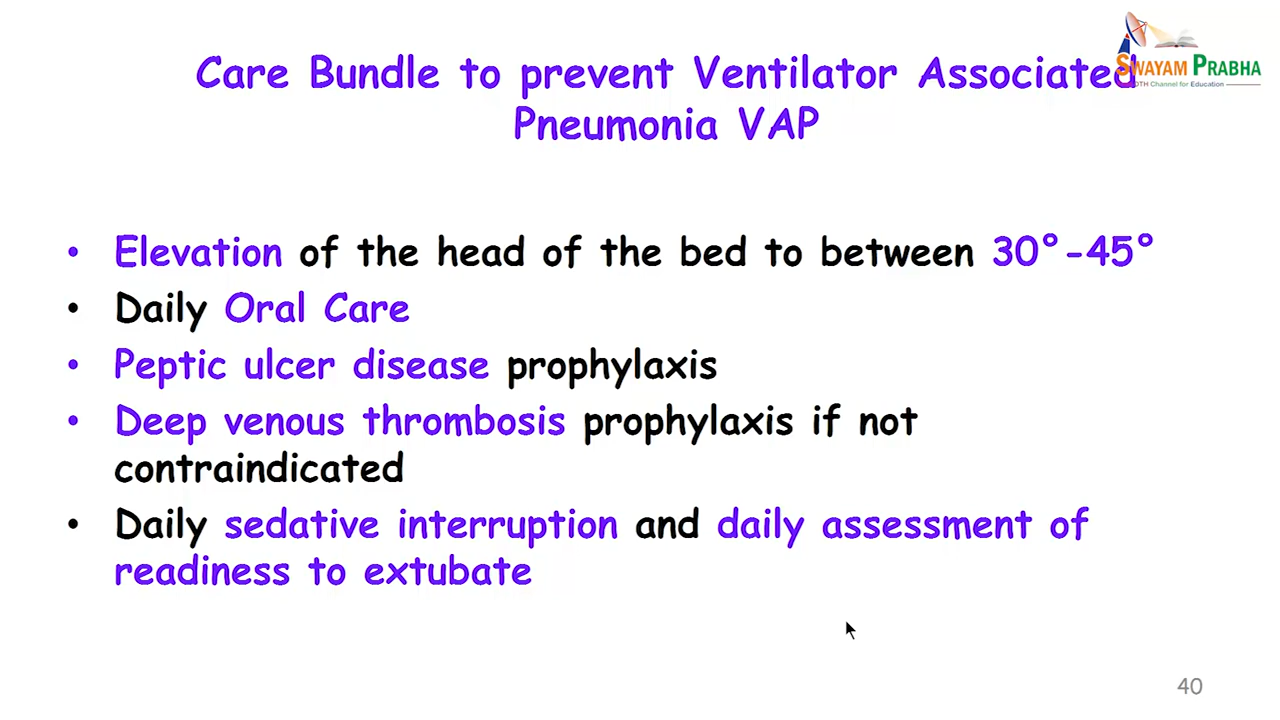 Care Bundle to prevent Ventilator Associated
Pneumonia VAP
SWAYAM PRABHA
DTH Channel for Education
• Elevation of the head of the bed to between 30°-45°
• Daily Oral Care
• Peptic ulcer disease prophylaxis
• Deep venous thrombosis prophylaxis if not
contraindicated
• Daily sedative interruption and daily assessment of
readiness to extubate
40